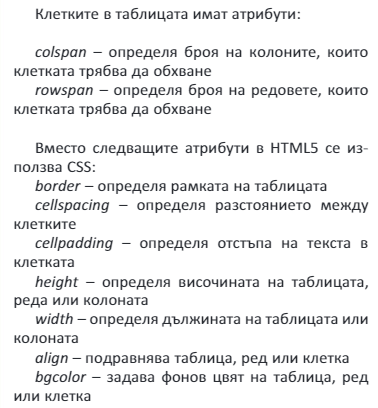 Клетките в таблицата имат атрибути:
colspan – определя броя на колоните, които
клетката трябва да обхване
rowspan – определя броя на редовете, които
клетката трябва да обхване
Вместо следващите атрибути в HTML5 се из-
ползва CSS:
border – определя рамката на таблицата
cellspacing – определя разстоянието между
клетките
cellpadding – определя отстъпа на текста в
клетката
height – определя височината на таблицата,
реда или колоната
width – определя дължината на таблицата или
колоната
align – подравнява таблица, ред или клетка
bgcolor – задава фонов цвят на таблица, ред
или клетка